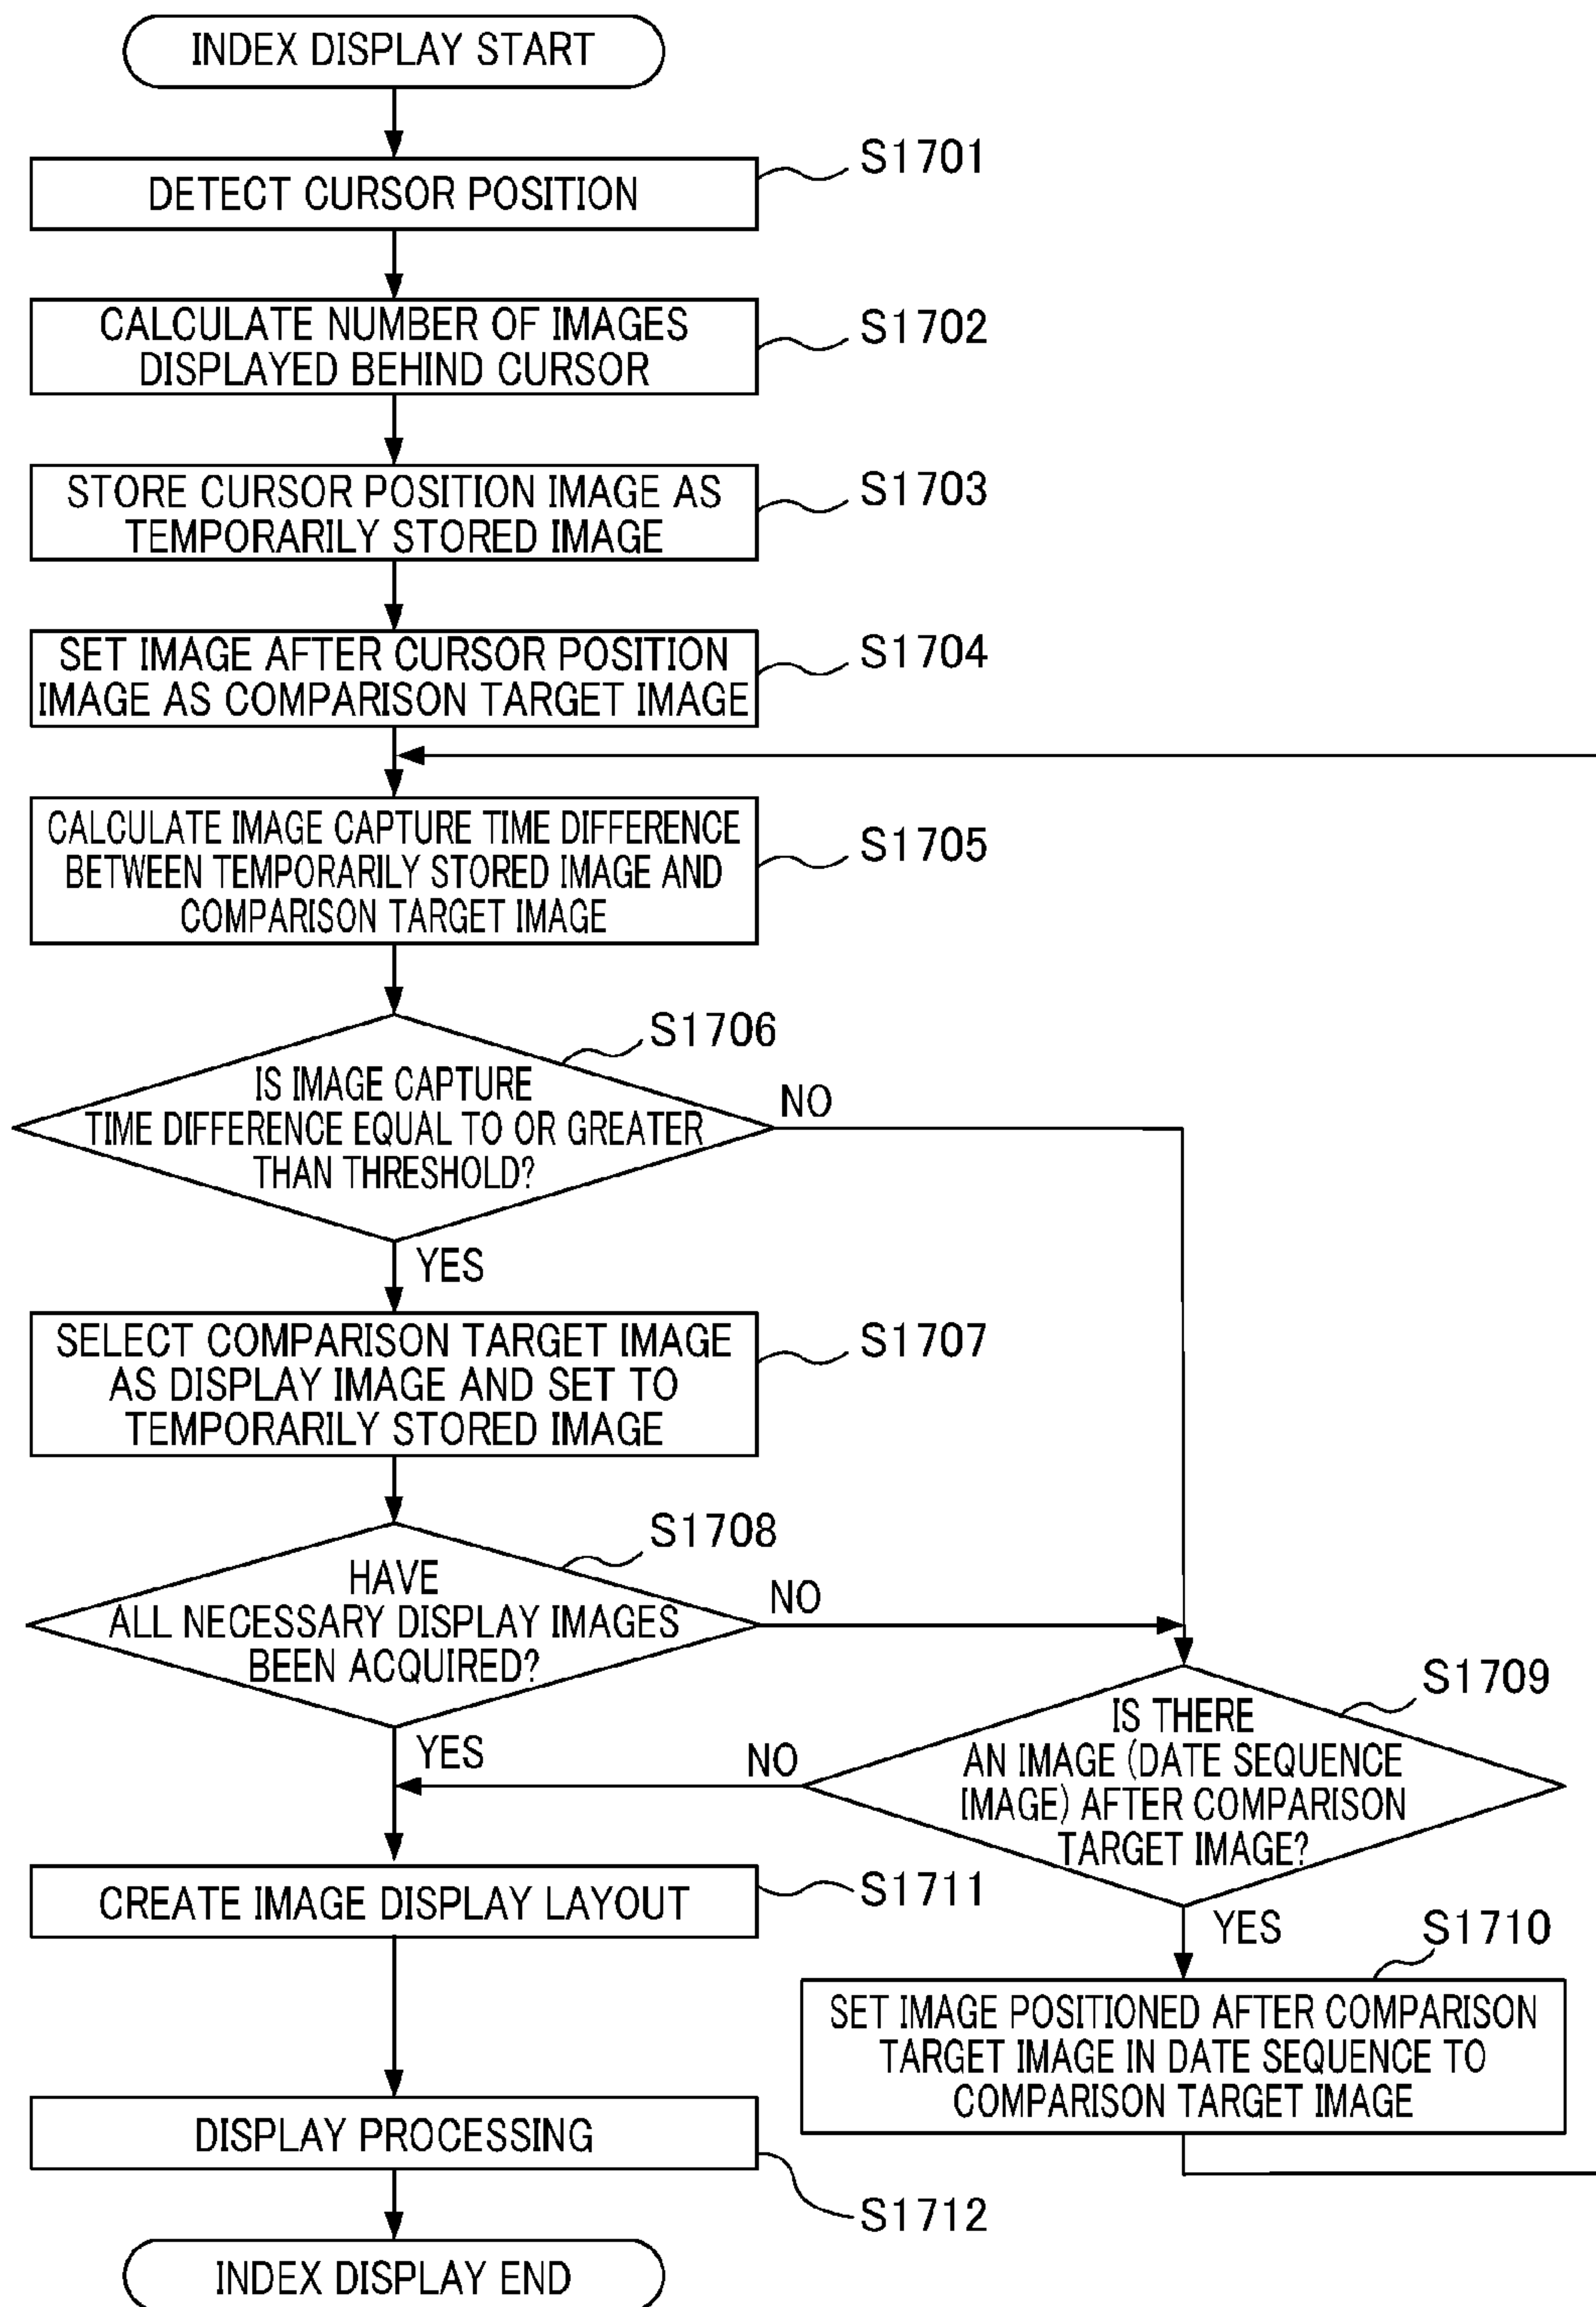 INDEX DISPLAY START
S1701
DETECT CURSOR POSITION
S1702
CALCULATE NUMBER OF IMAGES
DISPLAYED BEHIND CURSOR
S1703
STORE CURSOR POSITION IMAGE AS
TEMPORARILY STORED IMAGE
S1704
SET IMAGE AFTER CURSOR POSITION
IMAGE AS COMPARISON TARGET IMAGE
S1705
CALCULATE IMAGE CAPTURE TIME DIFFERENCE
BETWEEN TEMPORARILY STORED IMAGE AND
COMPARISON TARGET IMAGE
S1706
IS IMAGE CAPTURE
TIME DIFFERENCE EQUAL TO OR GREATER
THAN THRESHOLD?
NO
YES
S1707
SELECT COMPARISON TARGET IMAGE
AS DISPLAY IMAGE AND SET TO
TEMPORARILY STORED IMAGE
S1708
HAVE
ALL NECESSARY DISPLAY IMAGES
BEEN ACQUIRED?
NO
YES
S1709
IS THERE
AN IMAGE (DATE SEQUENCE
IMAGE) AFTER COMPARISON
TARGET IMAGE?
NO
YES
S1710
SET IMAGE POSITIONED AFTER COMPARISON
TARGET IMAGE IN DATE SEQUENCE TO
COMPARISON TARGET IMAGE
S1711
CREATE IMAGE DISPLAY LAYOUT
DISPLAY PROCESSING
S1712
INDEX DISPLAY END